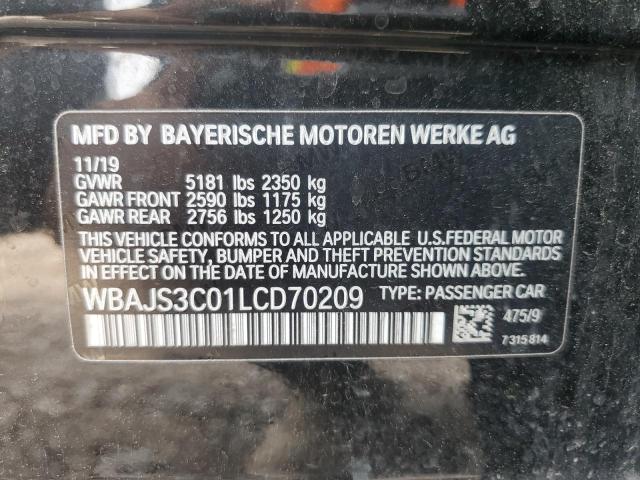 MFD BY BAYERISCHE MOTOREN WERKE AG
11/19
GVWR 5181 lbs 2350 kg
GAWR FRONT 2590 lbs 1175 kg
GAWR REAR 2756 lbs 1250 kg
THIS VEHICLE CONFORMS TO ALL APPLICABLE U.S.FEDERAL MOTOR
VEHICLE SAFETY, BUMPER AND THEFT PREVENTION STANDARDS
IN EFFECT ON THE DATE OF MANUFACTURE SHOWN ABOVE.
WBAJS3C01LCD70209 TYPE: PASSENGER CAR
475/9
7315814